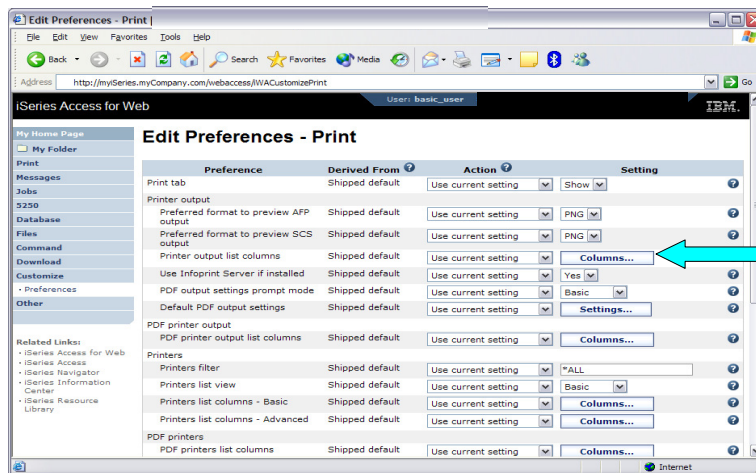 Edit Preferences - Print |
File Edit View Favorites Tools Help
Back Search Favorites Media
Address http://myiSeries.myCompany.com/webaccess/iWACustomizePrint Go
iSeries Access for Web User: basic_user IBM.
My Home Page
My Folder
Print
Messages
Jobs
5250
Database
Files
Command
Download
Customize
• Preferences
Other
Related Links:
• iSeries Access for Web
• iSeries Access
• iSeries Navigator
• iSeries Information
Center
• iSeries Resource
Library
Edit Preferences - Print
Preference Derived From ? Action ? Setting
Print tab Shipped default Use current setting Show ?
Printer output
Preferred format to preview AFP
output Shipped default Use current setting PNG ?
Preferred format to preview SCS
output Shipped default Use current setting PNG ?
Printer output list columns Shipped default Use current setting Columns...
Use Infoprint Server if installed Shipped default Use current setting Yes ?
PDF output settings prompt mode Shipped default Use current setting Basic ?
Default PDF output settings Shipped default Use current setting Settings... ?
PDF printer output
PDF printer output list columns Shipped default Use current setting Columns... ?
Printers
Printers filter Shipped default Use current setting *ALL ?
Printers list view Shipped default Use current setting Basic ?
Printers list columns - Basic Shipped default Use current setting Columns... ?
Printers list columns - Advanced Shipped default Use current setting Columns... ?
PDF printers
PDF printers list columns Shipped default Use current setting Columns... ?
Internet